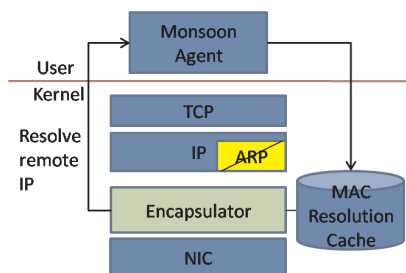 Monsoon
Agent
User
Kernel
TCP
Resolve
remote
IP
IP
ARP
MAC
Resolution
Cache
Encapsulator
NIC